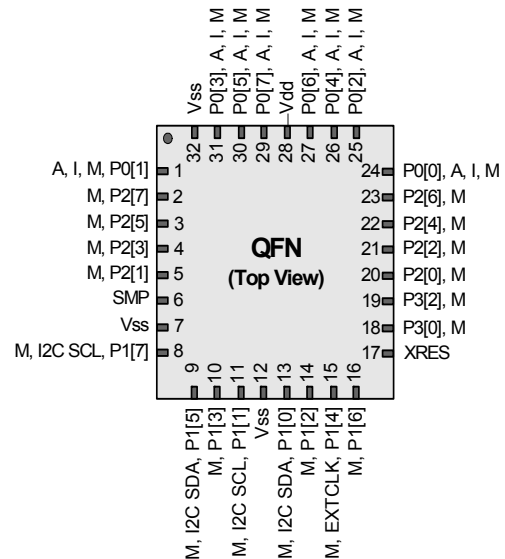 Vss
P0[3], A, I, M
P0[5], A, I, M
P0[7], A, I, M
Vdd
P0[6], A, I, M
P0[4], A, I, M
P0[2], A, I, M
32
31
30
29
28
27
26
25
A, I, M, P0[1]
1
M, P2[7]
2
M, P2[5]
3
M, P2[3]
4
M, P2[1]
5
SMP
6
Vss
7
M, I2C SCL, P1[7]
8
QFN
(Top View)
24
P0[0], A, I, M
23
P2[6], M
22
P2[4], M
21
P2[2], M
20
P2[0], M
19
P3[2], M
18
P3[0], M
17
XRES
9
10
11
12
13
14
15
16
M, I2C SDA, P1[5]
M, P1[3]
M, I2C SCL, P1[1]
Vss
M, I2C SDA, P1[0]
M, P1[2]
M, EXTCLK, P1[4]
M, P1[6]